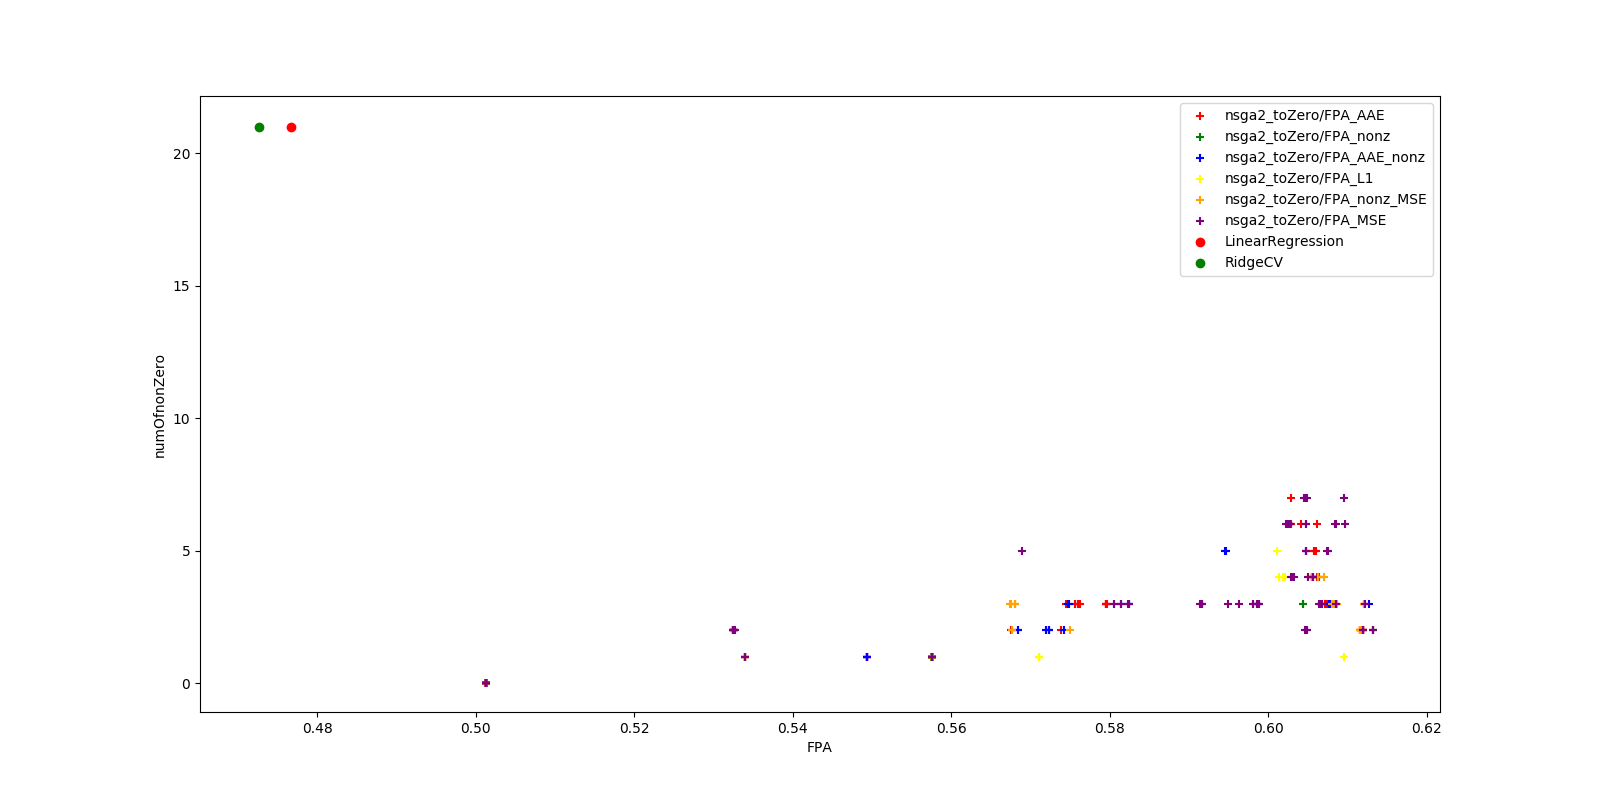 nsga2_toZero/FPA_AAE
nsga2_toZero/FPA_nonz
nsga2_toZero/FPA_AAE_nonz
nsga2_toZero/FPA_L1
nsga2_toZero/FPA_nonz_MSE
nsga2_toZero/FPA_MSE
LinearRegression
RidgeCV
20
15
10
5
0
numOfnonZero
0.48 0.50 0.52 0.54 0.56 0.58 0.60 0.62
FPA